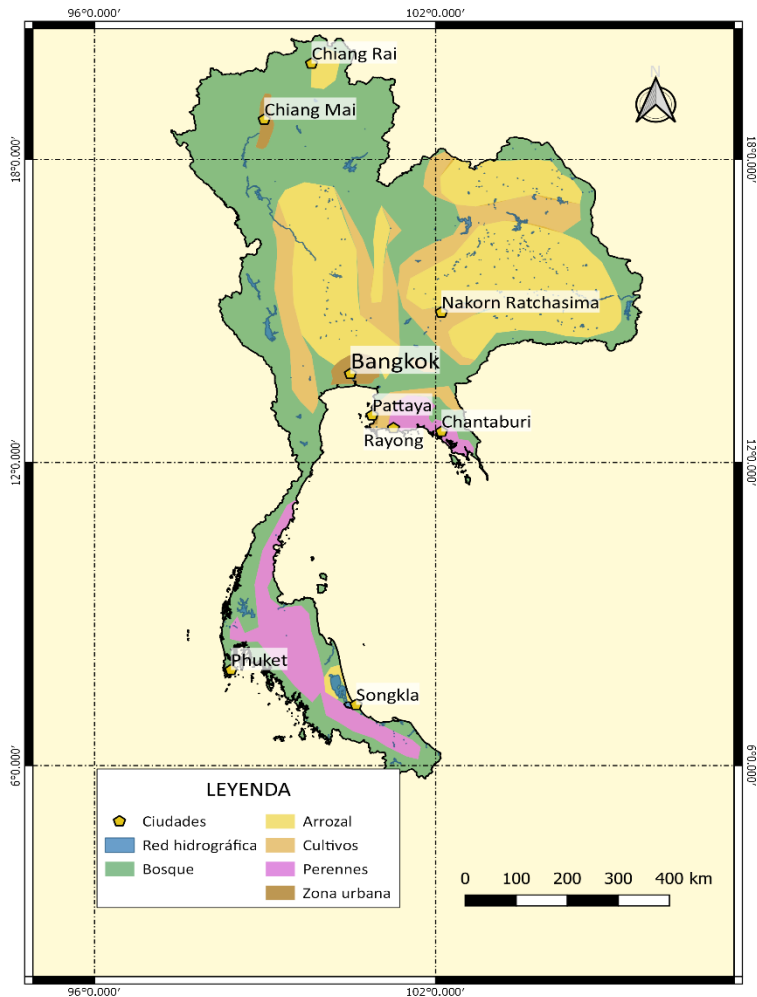 96°0.000'
102°0.000'
N
Chiang Rai
Chiang Mai
18°0.000'
18°0.000'
Nakorn Ratchasima
Bangkok
Pattaya
Chantaburi
Rayong
12°0.000'
12°0.000'
Phuket
Songkla
6°0.000'
6°0.000'
LEYENDA
Ciudades
Red hidrográfica
Bosque
Arrozal
Cultivos
Perennes
Zona urbana
0 100 200 300 400 km
96°0.000'
102°0.000'